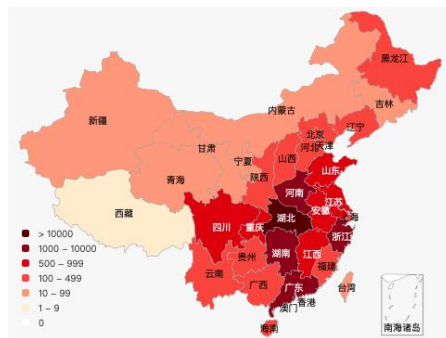 黑龙江
吉林
内蒙古
新疆
辽宁
北京
甘肃
河北
天津
宁夏
山西
山东
青海
陕西
河南
江苏
西藏
安徽
海
四川
湖北
重庆
浙江
湖南
江西
贵州
福建
云南
台湾
广西
广东
香港
澳门
海南
南海诸岛
> 10000
1000 - 10000
500 - 999
100 - 499
10 - 99
1 - 9
0